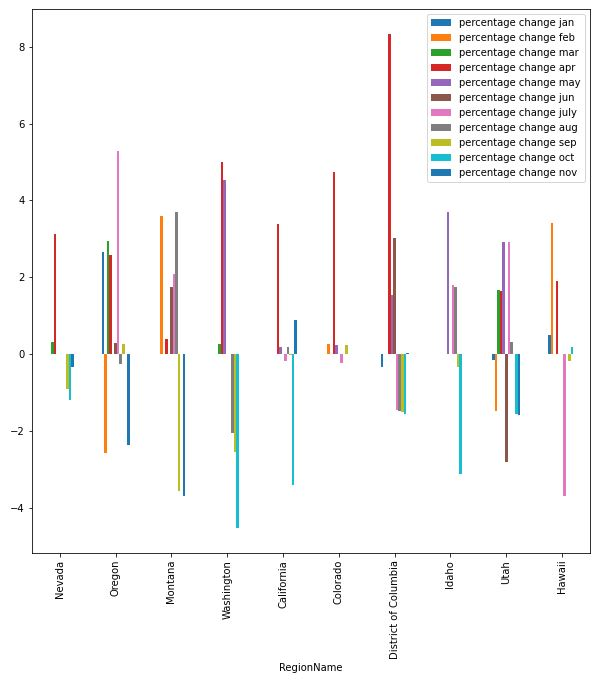 percentage change jan
percentage change feb
percentage change mar
percentage change apr
percentage change may
percentage change jun
percentage change july
percentage change aug
percentage change sep
percentage change oct
percentage change nov
8
6
4
2
0
−2
−4
Nevada
Oregon
Montana
Washington
California
Colorado
District of Columbia
Idaho
Utah
Hawaii
RegionName